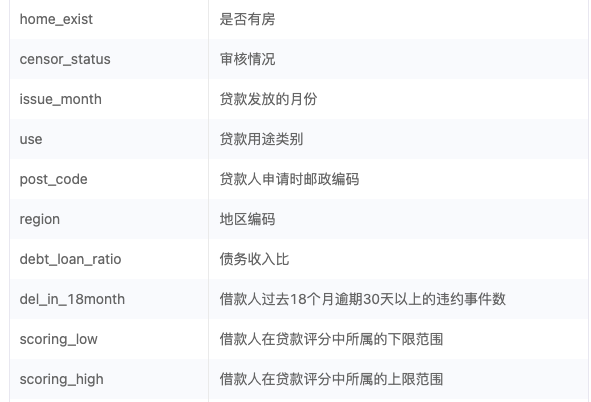 home_exist 是否有房
censor_status 审核情况
issue_month 贷款发放的月份
use 贷款用途类别
post_code 贷款人申请时邮政编码
region 地区编码
debt_loan_ratio 债务收入比
del_in_18month 借款人过去18个月逾期30天以上的违约事件数
scoring_low 借款人在贷款评分中所属的下限范围
scoring_high 借款人在贷款评分中所属的上限范围